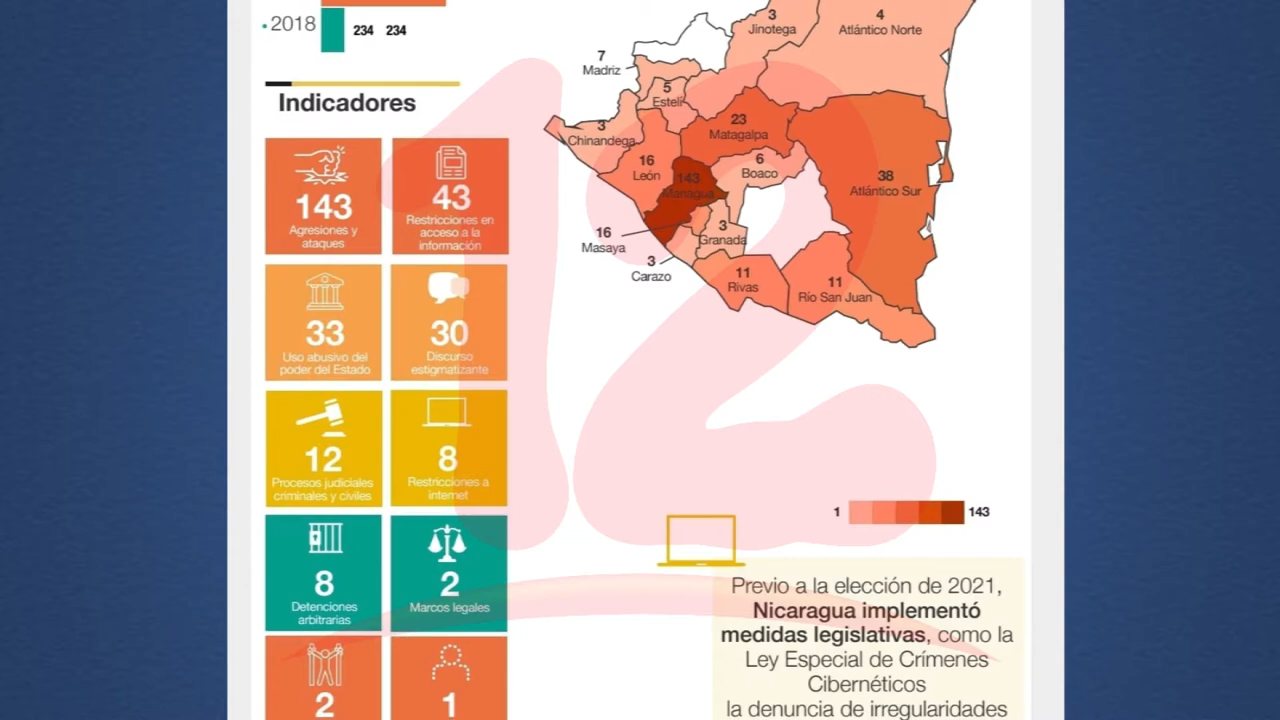 2018
234 234
Indicadores
143
Agresiones y
ataques
43
Restricciones en
acceso a la
información
33
Uso abusivo del
poder del Estado
30
Discurso
estigmatizante
12
Procesos judiciales
criminales y civiles
8
Restricciones a
internet
8
Detenciones
arbitrarias
2
Marcos legales
2
1
3
Jinotega
4
Atlántico Norte
7
Madriz
5
Estelí
3
Chinandega
23
Matagalpa
16
León
143
Managua
6
Boaco
38
Atlántico Sur
16
Masaya
3
Granada
3
Carazo
11
Rivas
11
Río San Juan
1
143
Previo a la elección de 2021,
Nicaragua implementó
medidas legislativas, como la
Ley Especial de Crímenes
Cibernéticos
la denuncia de irregularidades
12